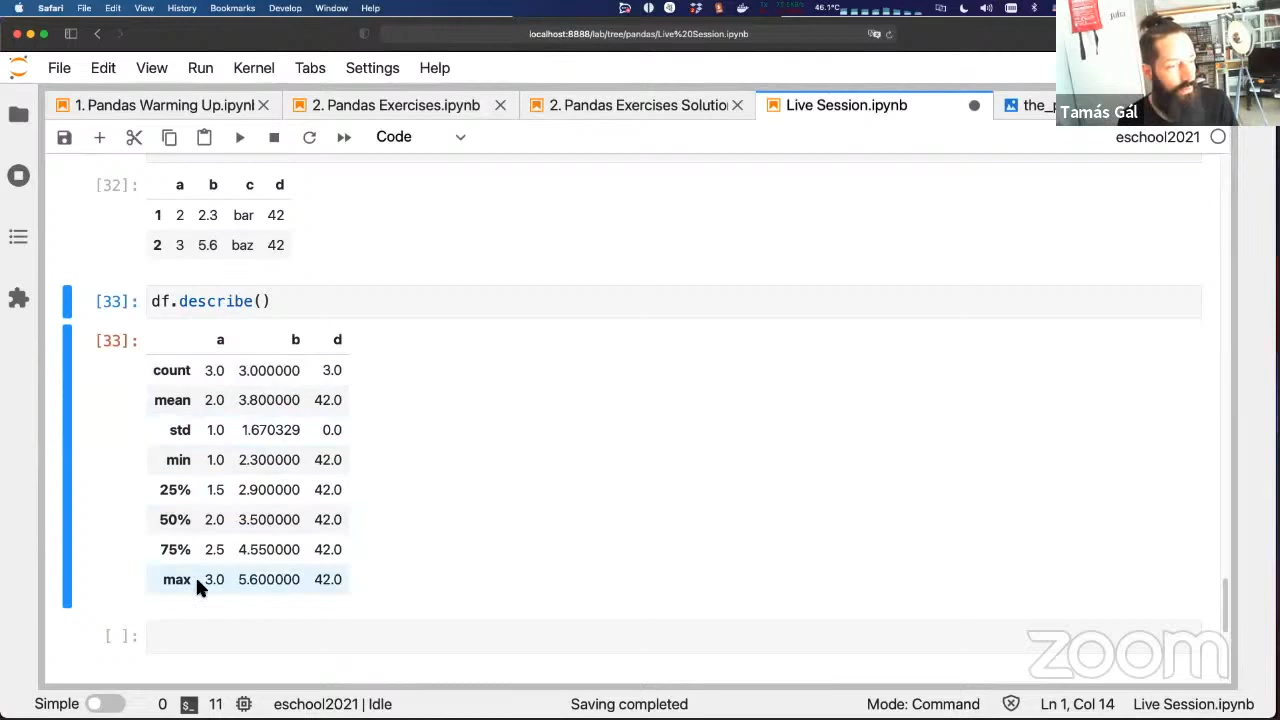 Safari File Edit View History Bookmarks Develop Window Help 46.1°C
localhost:8888/lab/tree/pandas/Live%20Session.ipynb
File Edit View Run Kernel Tabs Settings Help
1. Pandas Warming Up.ipynl 2. Pandas Exercises.ipynb 2. Pandas Exercises Solutio Live Session.ipynb the_p
Tamás Gál
Code eschool2021
[32]: a b c d
1 2 2.3 bar 42
2 3 5.6 baz 42
[33]: df.describe()
[33]: a b d
count 3.0 3.000000 3.0
mean 2.0 3.800000 42.0
std 1.0 1.670329 0.0
min 1.0 2.300000 42.0
25% 1.5 2.900000 42.0
50% 2.0 3.500000 42.0
75% 2.5 4.550000 42.0
max 3.0 5.600000 42.0
[ ]:
zoom
Simple 0 $_ 11 eschool2021 | Idle Saving completed Mode: Command Ln 1, Col 14 Live Session.ipynb